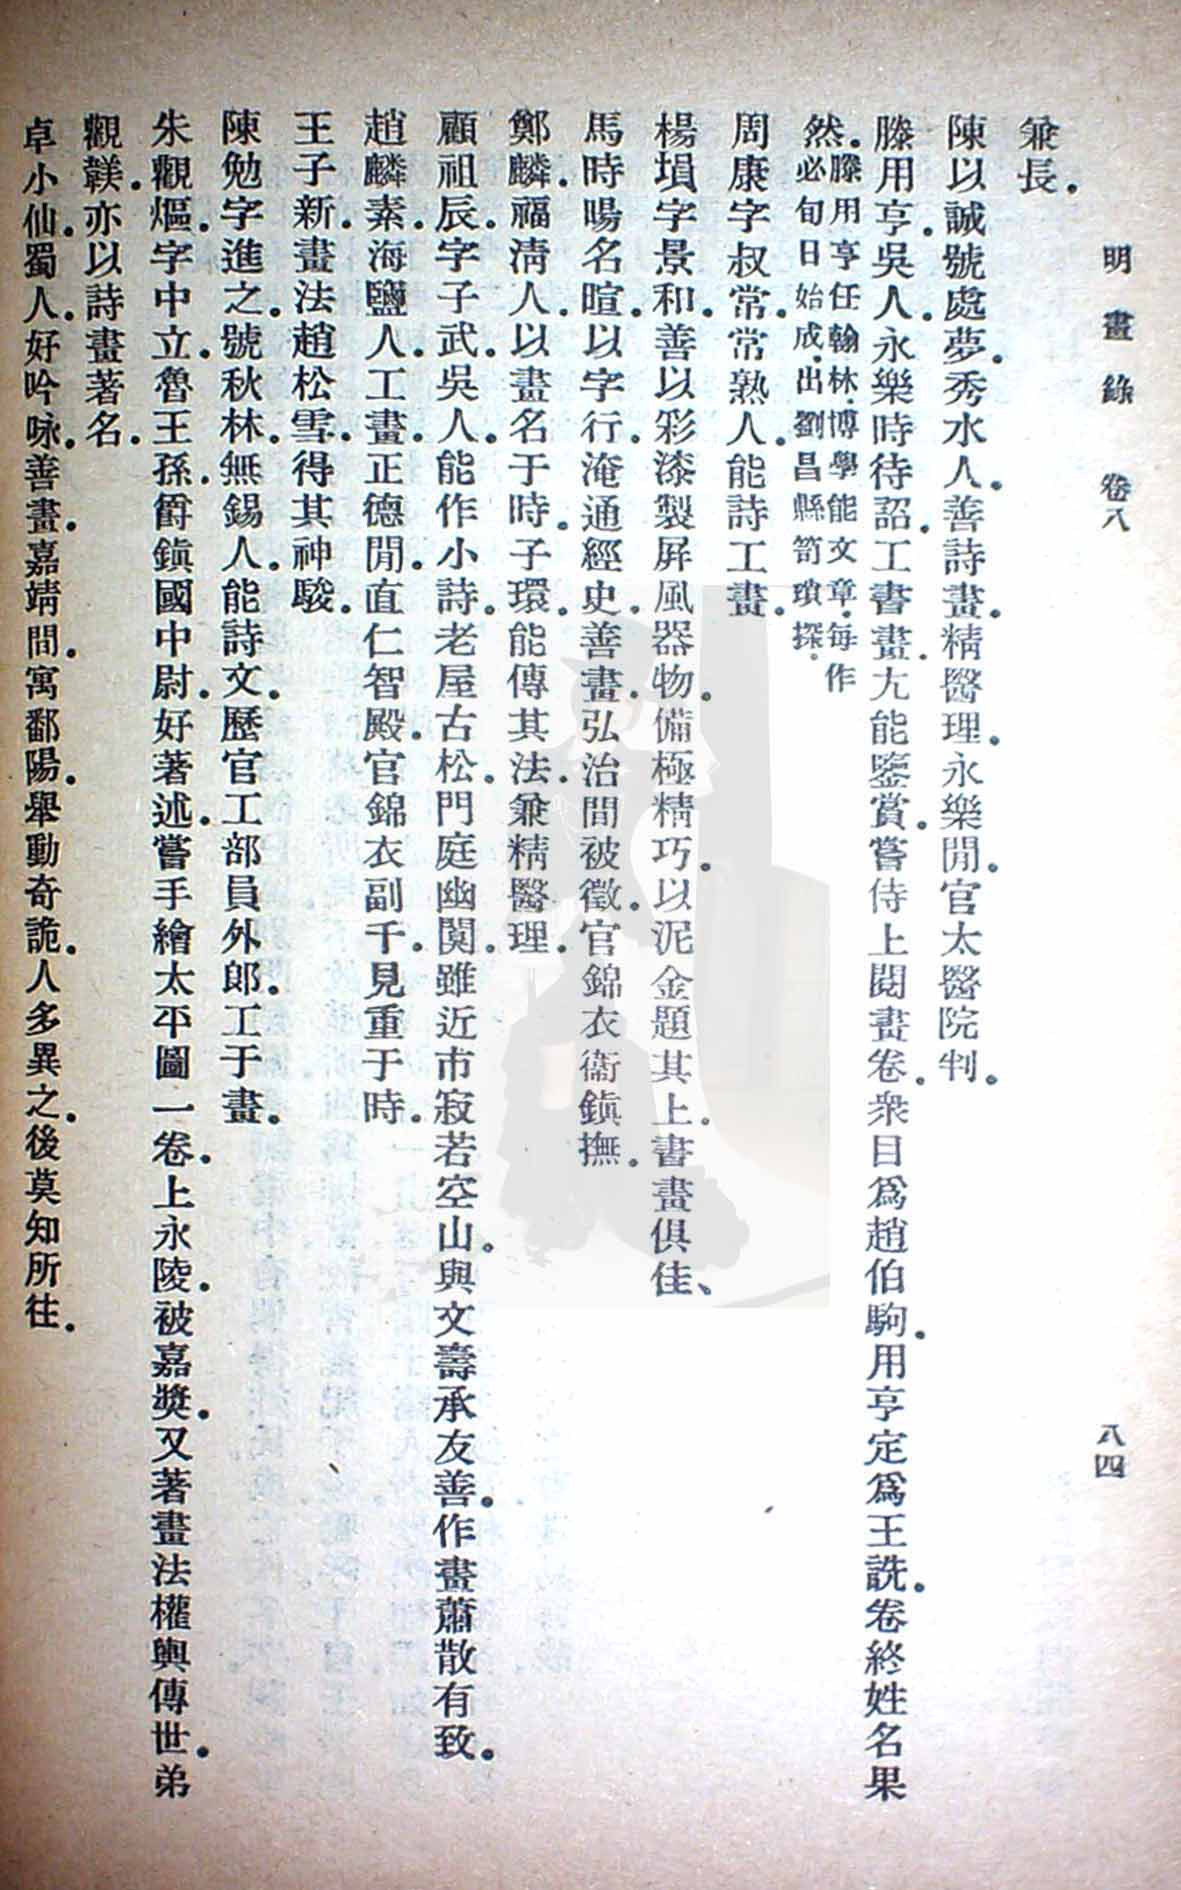 明畫錄　卷八　八四
兼長。
陳以誠。號處夢。秀水人。善詩畫。精醫理。永樂間。官太醫院判。
滕用亨。吳人。永樂時待詔。工書畫。尢能鑒賞。嘗侍上閱畫卷。衆目爲趙伯駒。用亨定爲王詵。卷終姓名果
然。滕用亨任翰林。博學能文章。每作
必旬日始成。出劉昌縣笥瑣探。
周康字叔常。常熟人。能詩工畫。
楊塤字景和。善以彩漆製屏風器物。備極精巧。以泥金題其上。書畫俱佳、
馬時暘名暄。以字行。淹通經史。善畫。弘治間被徵。官錦衣衞鎮撫。
鄭麟。福清人。以畫名于時。子環。能傳其法。兼精醫理。
顧祖辰。字子武。吳人。能作小詩。老屋古松。門庭幽闃。雖近市寂若空山。與文壽承友善。作畫蕭散有致。
趙麟素。海鹽人。工畫。正德間。直仁智殿。官錦衣副千。見重于時。
王子新。畫法趙松雪。得其神駿。
陳勉字進之。號秋林。無錫人。能詩文。歷官工部員外郎。工于畫。
朱觀熰。字中立。魯王孫。爵鎮國中尉。好著述。嘗手繪太平圖一卷。上永陵。被嘉獎。又著畫法權輿傳世。弟
觀𤊟。亦以詩畫著名。
卓小仙。蜀人。好吟咏。善畫。嘉靖間。寓鄱陽。舉動奇詭。人多異之。後莫知所往。